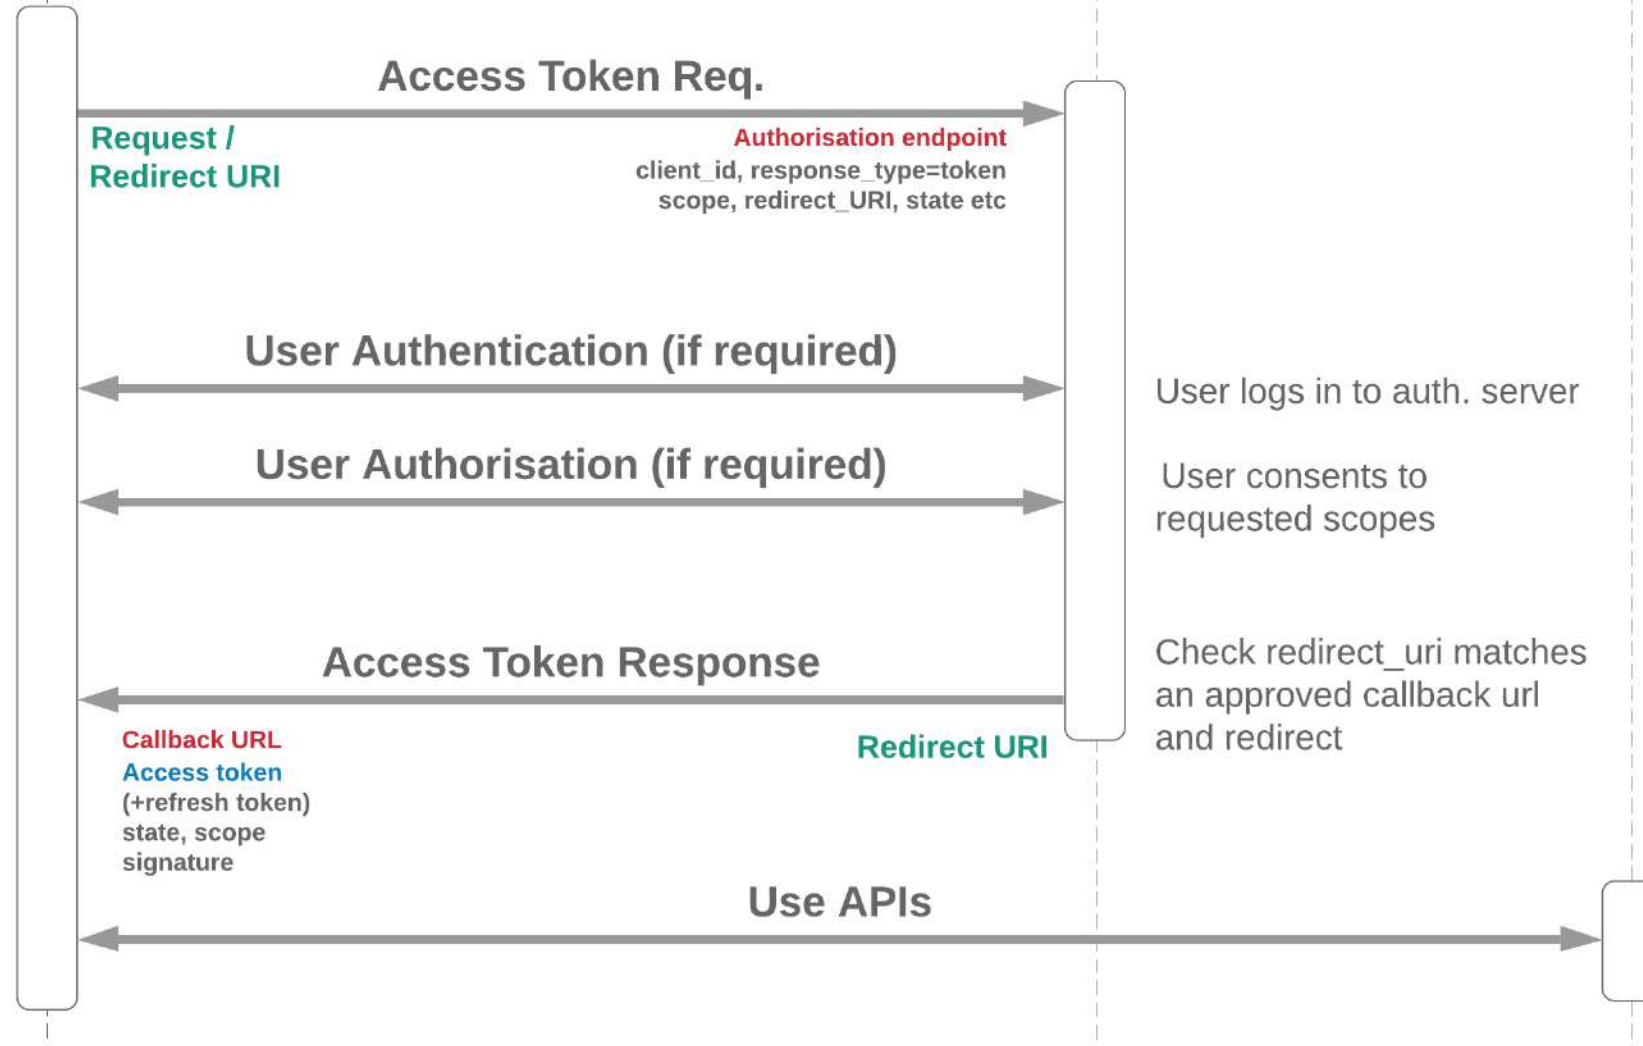 Access Token Req.
Request /
Redirect URI
Authorisation endpoint
client_id, response_type=token
scope, redirect_URI, state etc
User Authentication (if required)
User logs in to auth. server
User Authorisation (if required)
User consents to
requested scopes
Access Token Response
Check redirect_uri matches
an approved callback url
and redirect
Callback URL
Access token
(+refresh token)
state, scope
signature
Redirect URI
Use APIs